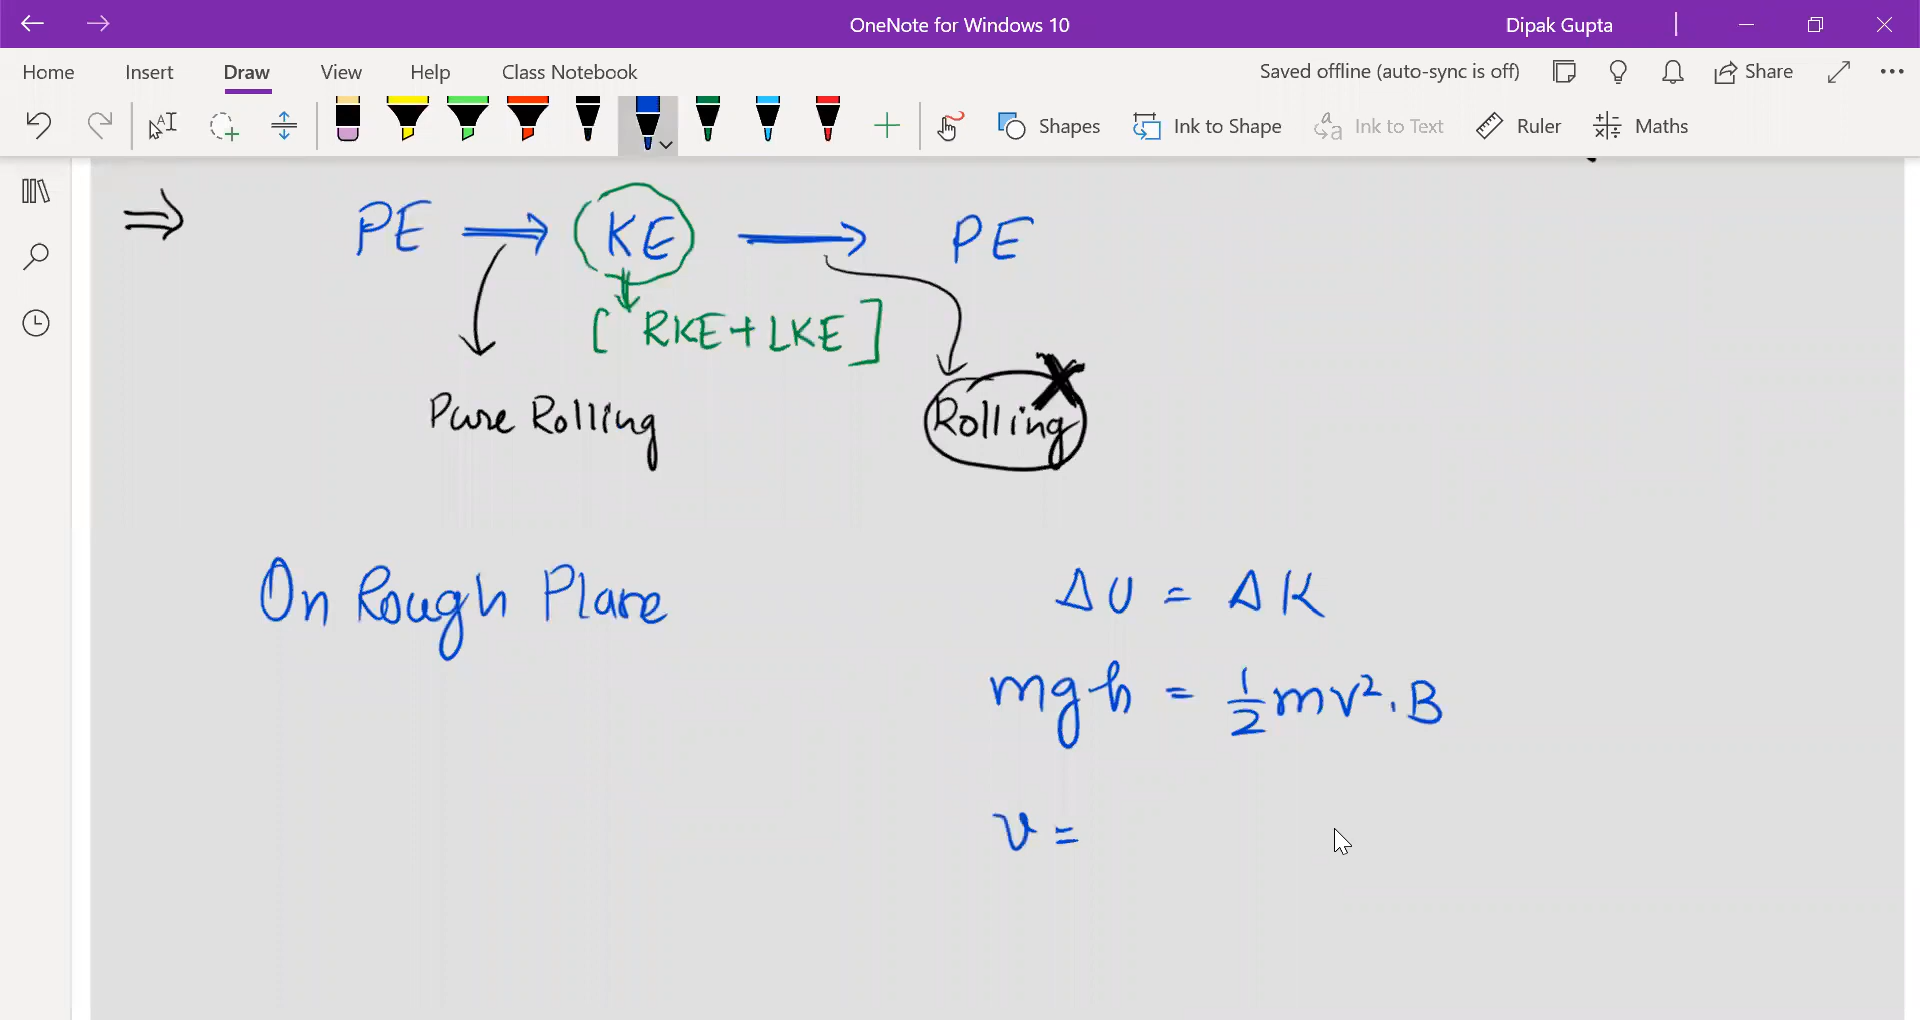 OneNote for Windows 10
Dipak Gupta
Home Insert Draw View Help Class Notebook
Saved offline (auto-sync is off) Share
Shapes Ink to Shape Ink to Text Ruler Maths
⇒ PE ⇒ KE → PE
[RKE + LKE]
Pure Rolling
Rolling X
On Rough Plane
ΔU = ΔK
mgh = 1/2 mv². B
v =